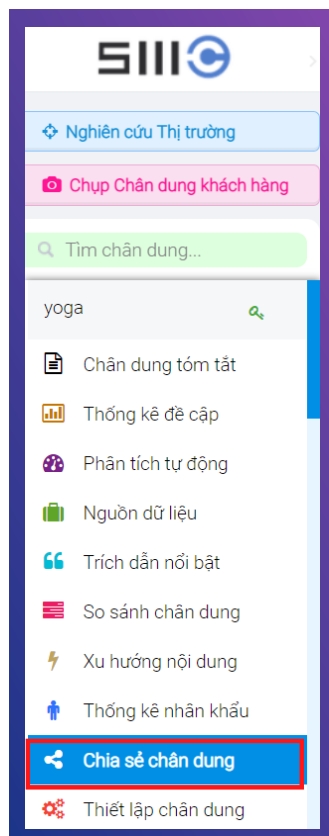 SMCC
Nghiên cứu Thị trường
Chụp Chân dung khách hàng
Tìm chân dung...
yoga
Chân dung tóm tắt
Thống kê đề cập
Phân tích tự động
Nguồn dữ liệu
Trích dẫn nổi bật
So sánh chân dung
Xu hướng nội dung
Thống kê nhân khẩu
Chia sẻ chân dung
Thiết lập chân dung